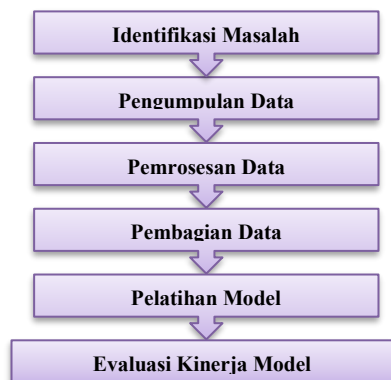 Identifikasi Masalah
Pengumpulan Data
Pemrosesan Data
Pembagian Data
Pelatihan Model
Evaluasi Kinerja Model